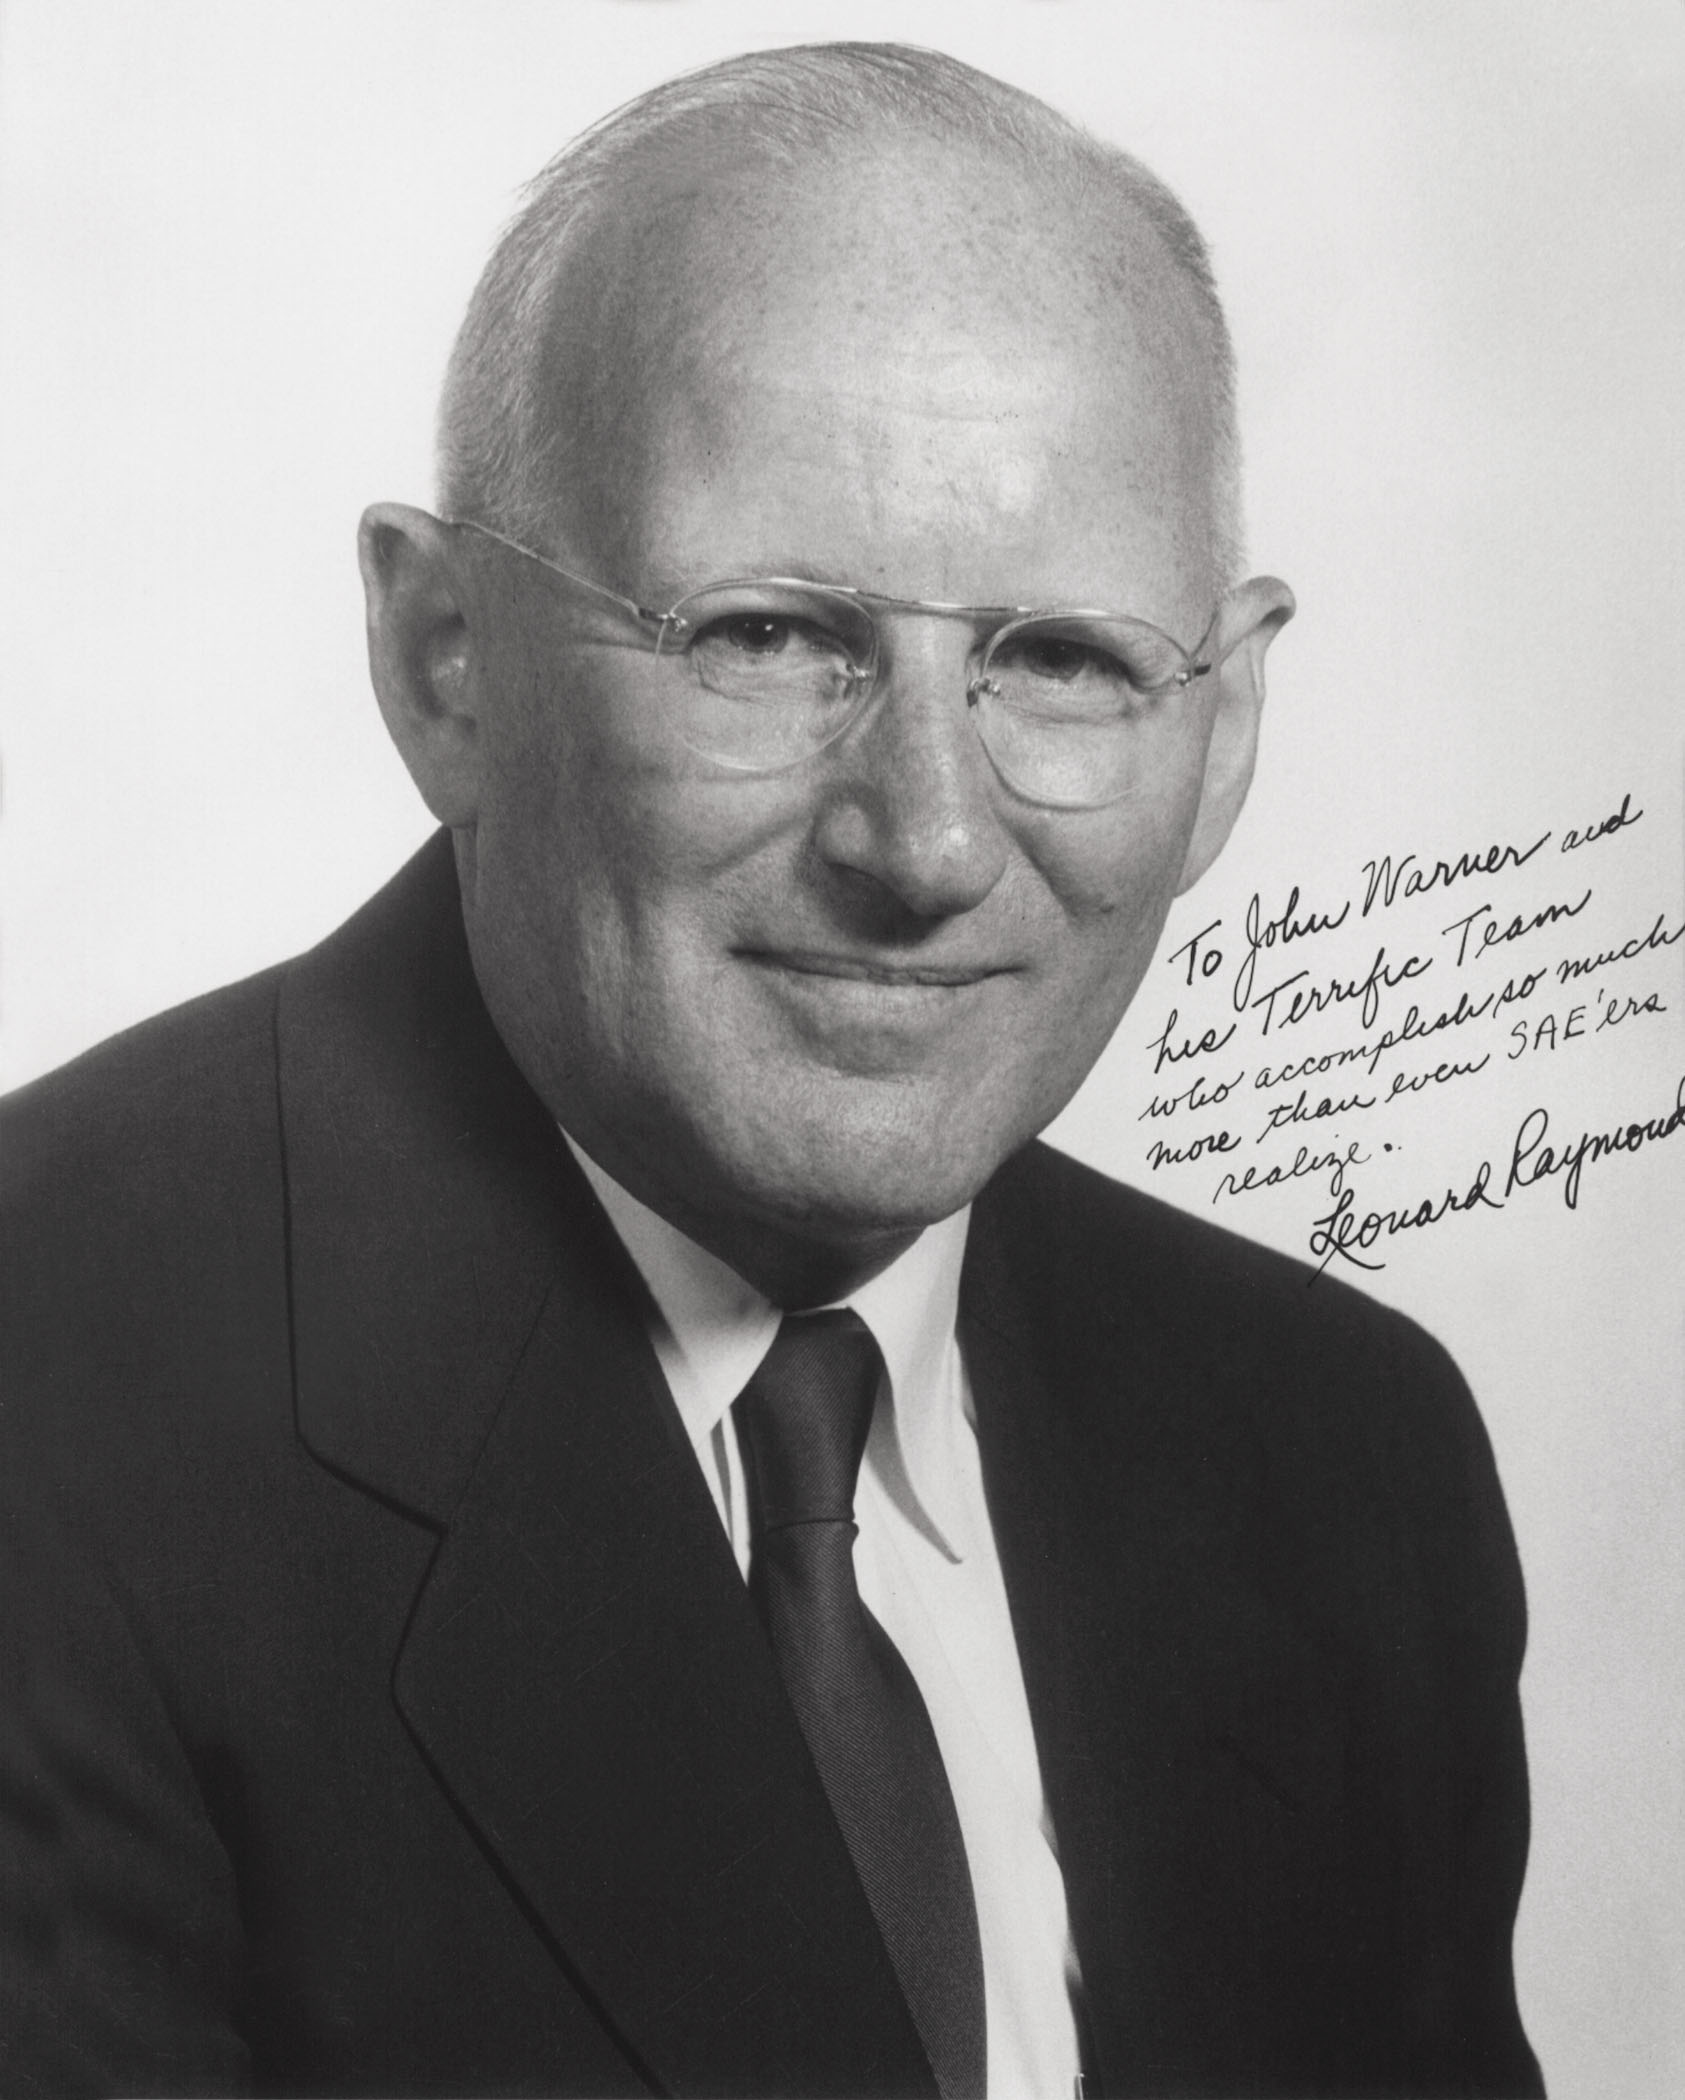 To John Warner and
his Terrific Team
who accomplish so much
more than even SAE'ers
realize.
Leonard Raymond